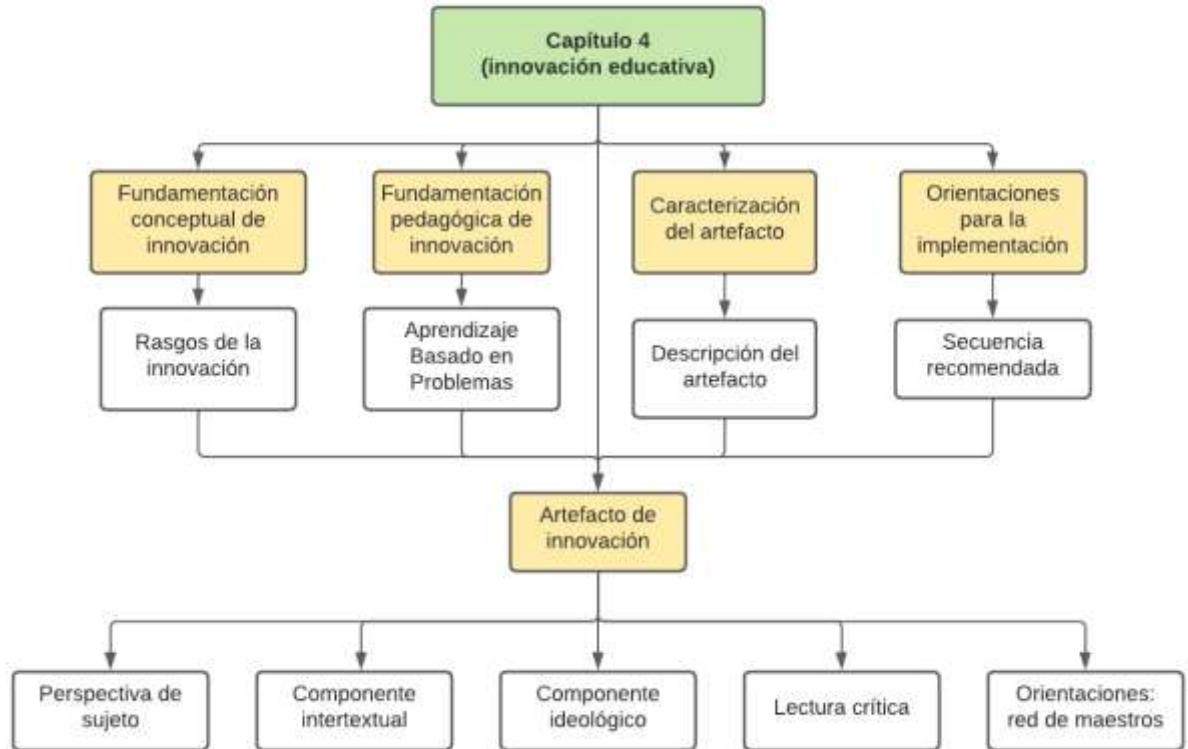 Capítulo 4
(innovación educativa)
Fundamentación
conceptual de
innovación
Fundamentación
pedagógica de
innovación
Caracterización
del artefacto
Orientaciones
para la
implementación
Rasgos de la
innovación
Aprendizaje
Basado en
Problemas
Descripción del
artefacto
Secuencia
recomendada
Artefacto de
innovación
Perspectiva de
sujeto
Componente
intertextual
Componente
ideológico
Lectura crítica
Orientaciones:
red de maestros